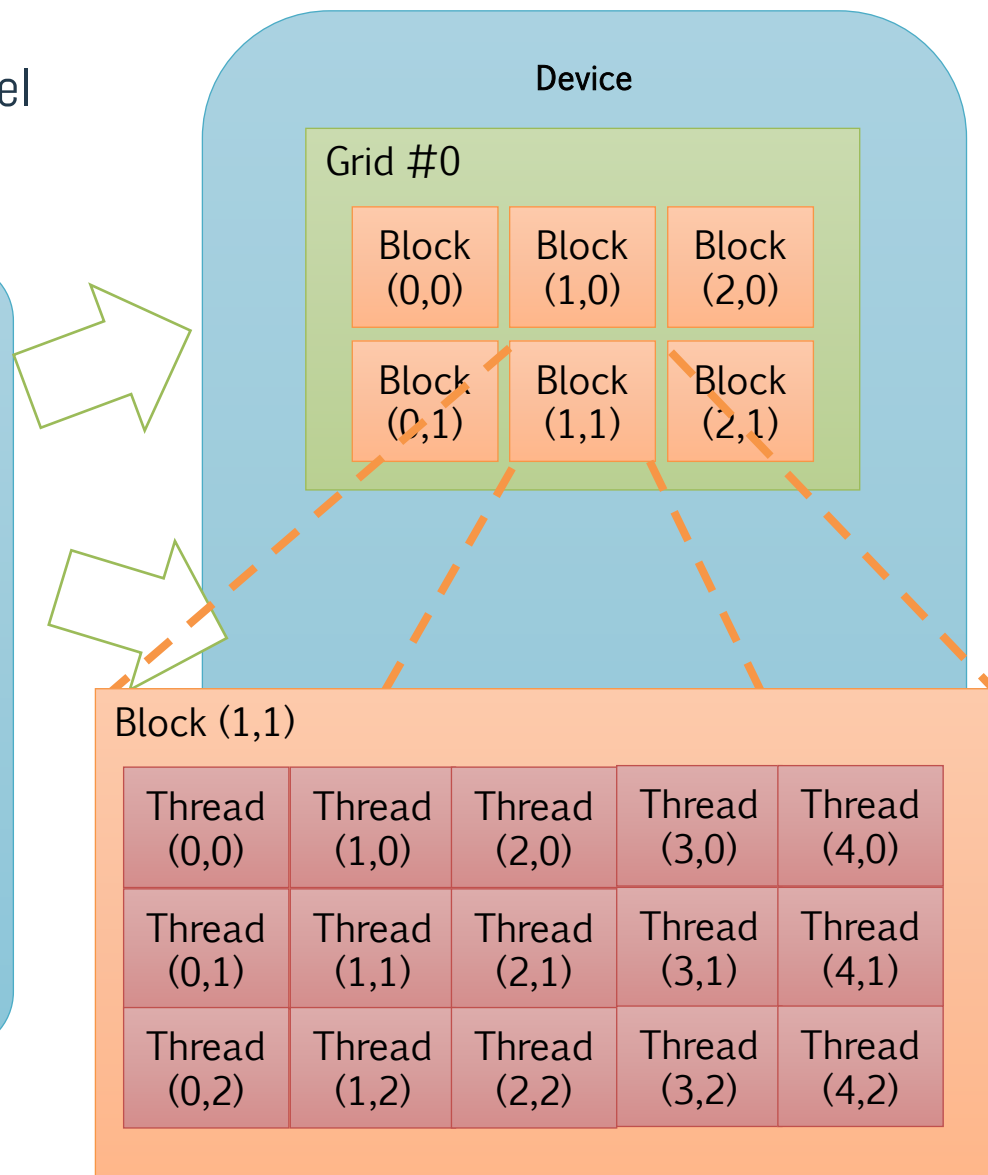 el
Device
Grid #0
Block Block Block
(0,0) (1,0) (2,0)
Block Block Block
(0,1) (1,1) (2,1)
Block (1,1)
Thread Thread Thread Thread Thread
(0,0) (1,0) (2,0) (3,0) (4,0)
Thread Thread Thread Thread Thread
(0,1) (1,1) (2,1) (3,1) (4,1)
Thread Thread Thread Thread Thread
(0,2) (1,2) (2,2) (3,2) (4,2)